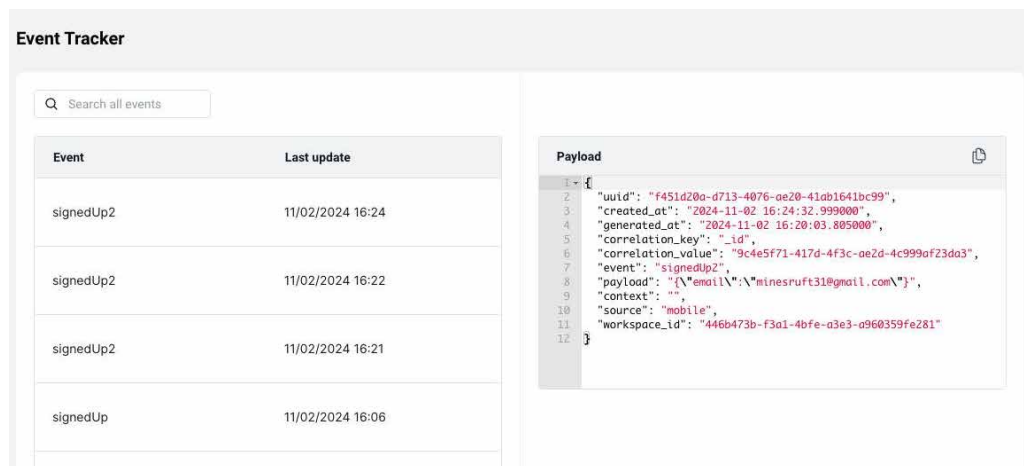 Event Tracker
Search all events
Event Last update
signedUp2 11/02/2024 16:24
signedUp2 11/02/2024 16:22
signedUp2 11/02/2024 16:21
signedUp 11/02/2024 16:06
Payload
1 {
2 "uuid": "f451d20a-d713-4076-ae20-41ab1641bc99",
3 "created_at": "2024-11-02 16:24:32.999000",
4 "generated_at": "2024-11-02 16:20:03.805000",
5 "correlation_key": "_id",
6 "correlation_value": "9c4e5f71-417d-4f3c-ae2d-4c999af23da3",
7 "event": "signedUp2",
8 "payload": "{\"email\":\"minesruft31@gmail.com\"}",
9 "context": "",
10 "source": "mobile",
11 "workspace_id": "446b473b-f3a1-4bfe-a3e3-a960359fe281"
12 }